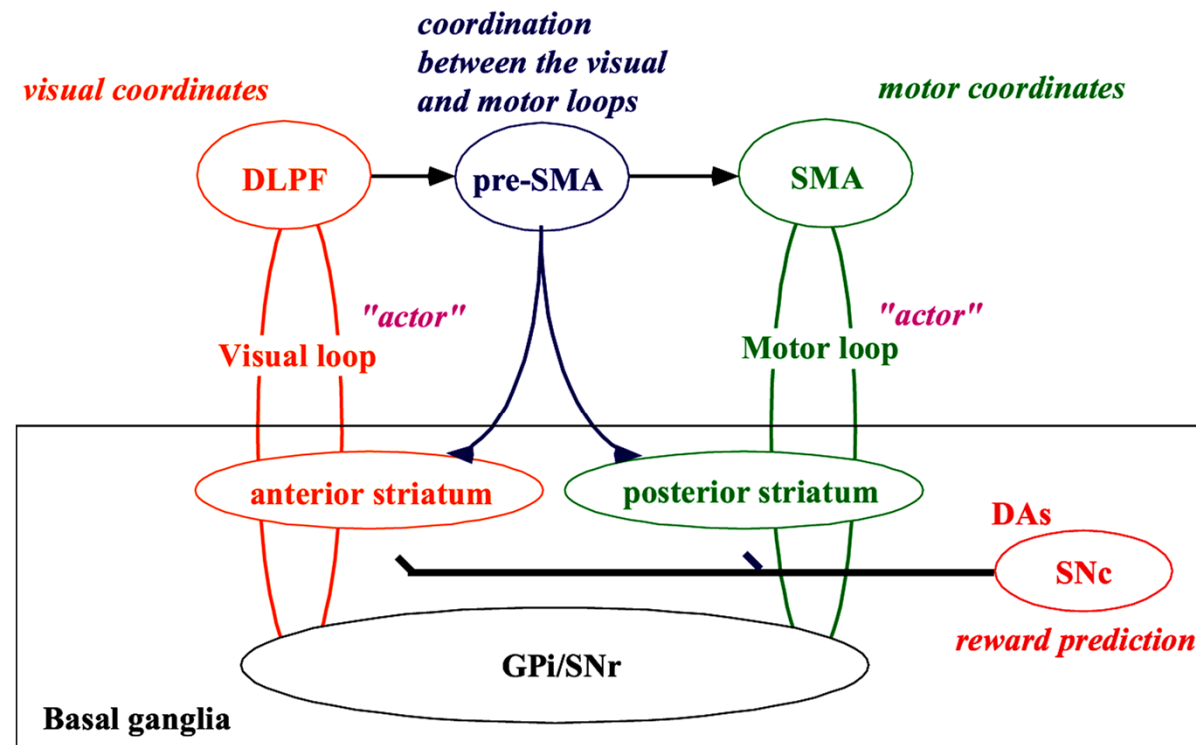 coordination
between the visual
and motor loops
visual coordinates
motor coordinates
DLPF
pre-SMA
SMA
"actor"
"actor"
Visual loop
Motor loop
anterior striatum
posterior striatum
DAs
SNc
reward prediction
GPi/SNr
Basal ganglia